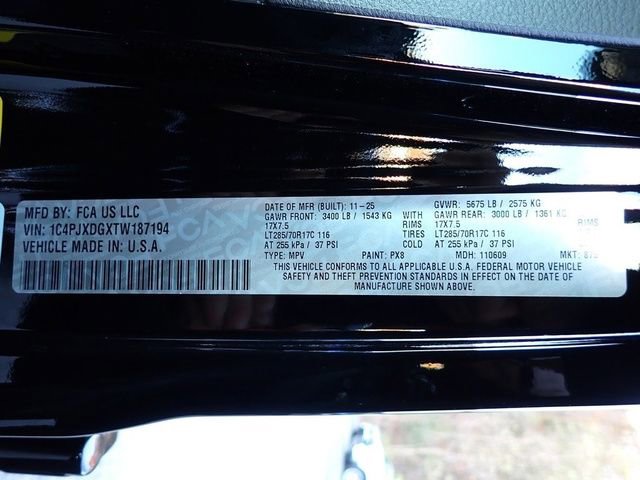 MFD BY: FCA US LLC
VIN: 1C4PJXDGXTW187194
VEHICLE MADE IN U.S.A.
DATE OF MFR (BUILT): 11-25 GVWR: 5675 LB / 2575 KG
GAWR FRONT: 3400 LB / 1543 KG WITH GAWR REAR: 3000 LB / 1361 KG
17X7.5 RIMS 17X7.5 RIMS
LT285/70R17C 116 TIRES LT285/70R17C 116
AT 255 kPa / 37 PSI COLD AT 255 kPa / 37 PSI
TYPE: MPV PAINT: PX8 MDH: 110609 MKT:
THIS VEHICLE CONFORMS TO ALL APPLICABLE U.S.A. FEDERAL MOTOR VEHICLE
SAFETY AND THEFT PREVENTION STANDARDS IN EFFECT ON THE DATE OF
MANUFACTURE SHOWN ABOVE.